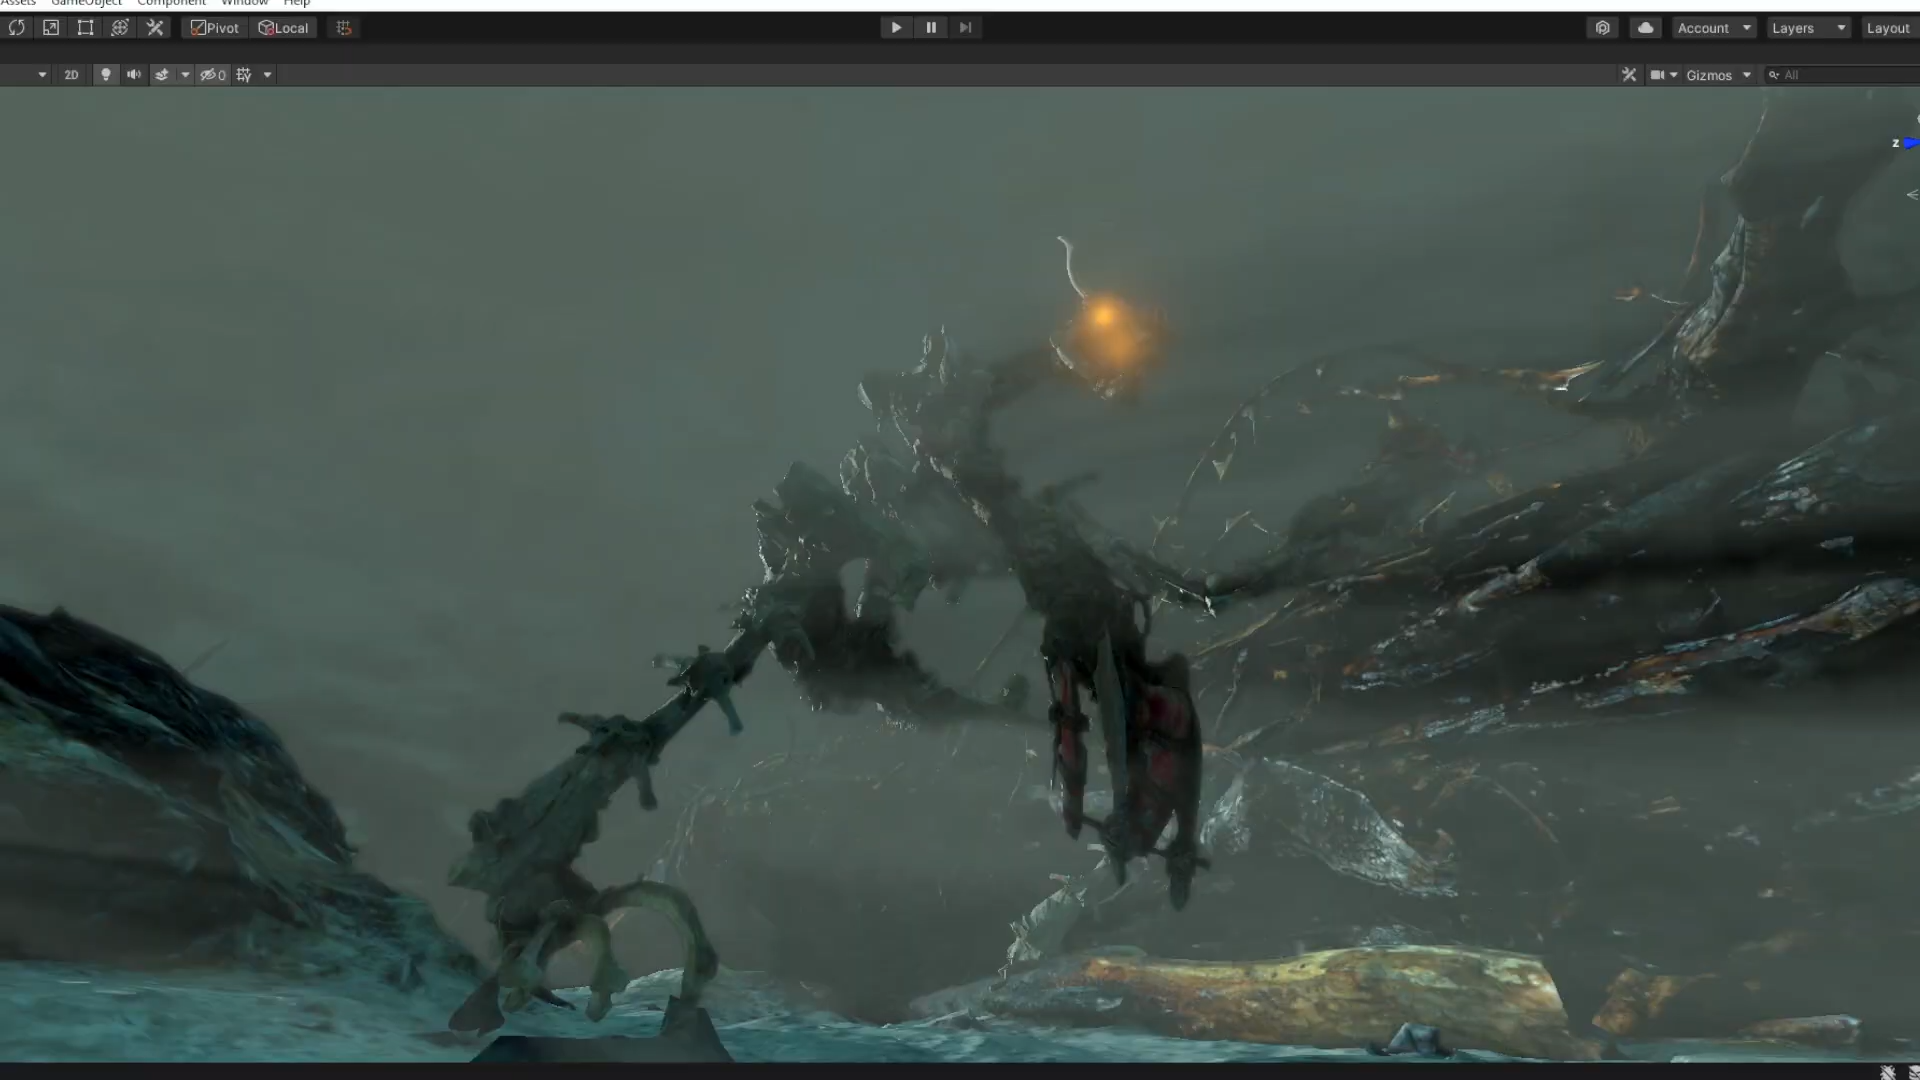 Assets GameObject Component Window Help
Pivot Local Account Layers Layout
2D 0 Gizmos All
z